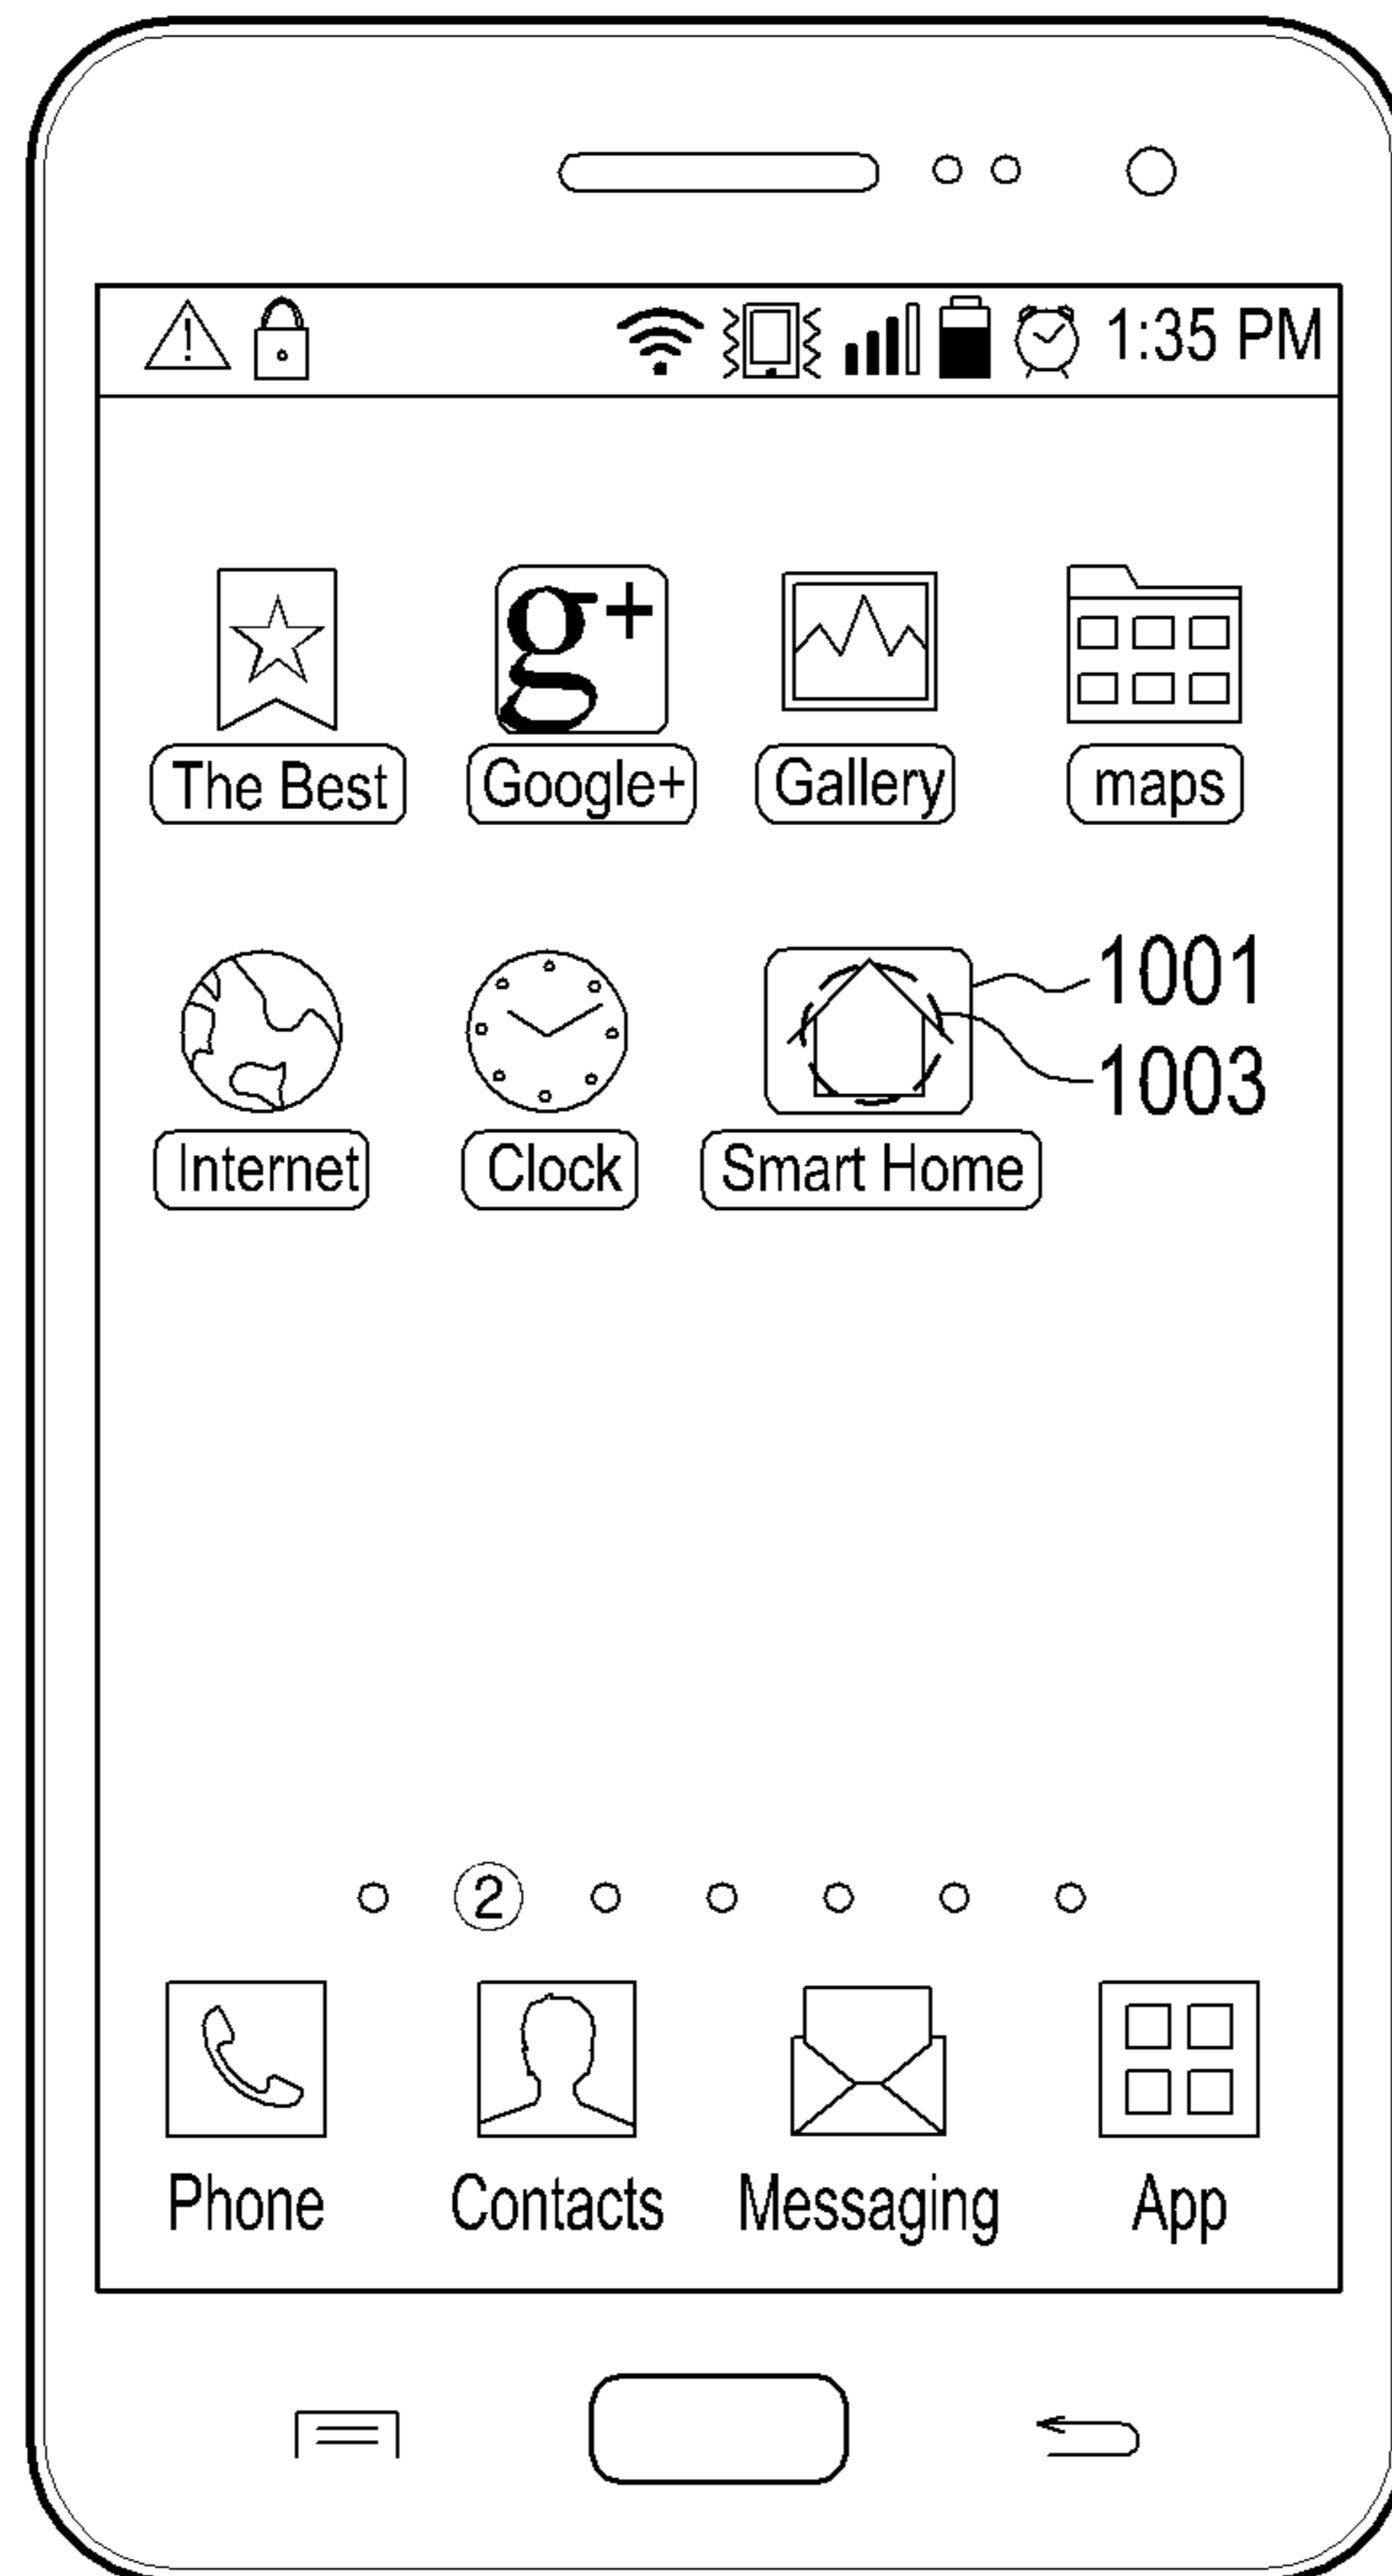 1:35 PM
g+
The Best Google+ Gallery maps
1001
1003
Internet Clock Smart Home
2
Phone Contacts Messaging App